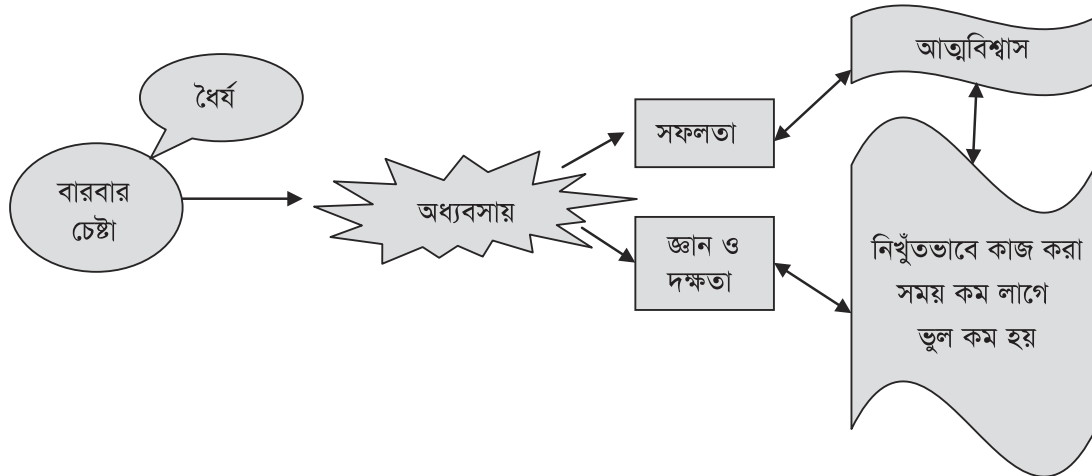 ধৈর্য
বারবার
চেষ্টা
অধ্যবসায়
সফলতা
জ্ঞান ও
দক্ষতা
আত্মবিশ্বাস
নিখুঁতভাবে কাজ করা
সময় কম লাগে
ভুল কম হয়